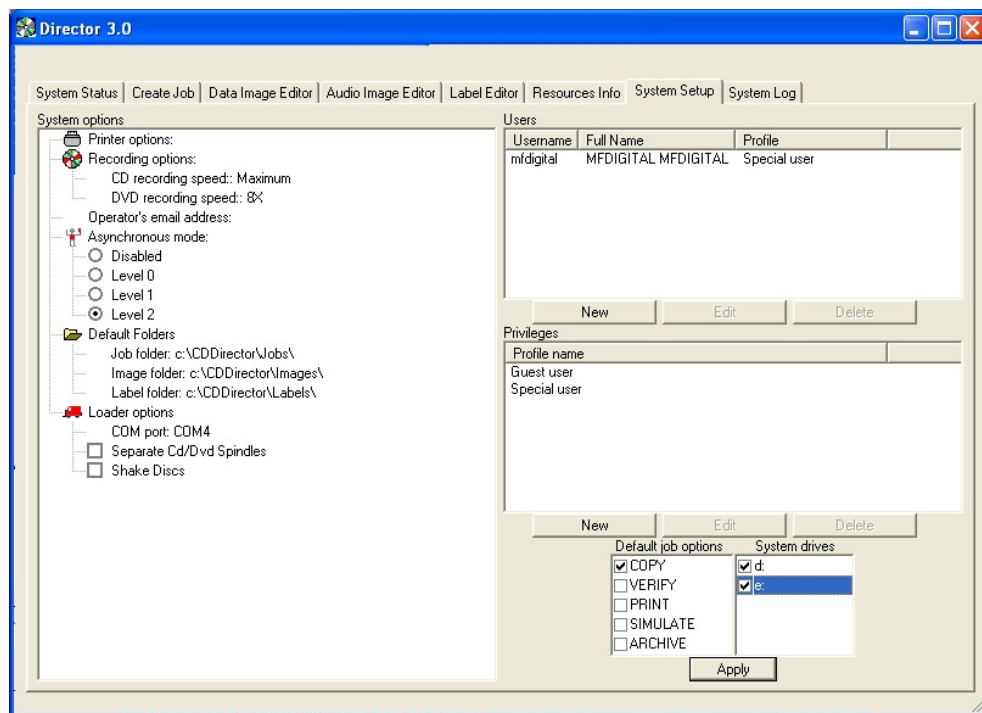 Director 3.0
System Status Create Job Data Image Editor Audio Image Editor Label Editor Resources Info System Setup System Log
System options
Printer options:
Recording options:
CD recording speed:: Maximum
DVD recording speed:: 8X
Operator's email address:
Asynchronous mode:
Disabled
Level 0
Level 1
Level 2
Default Folders
Job folder: c:\CDDirector\Jobs\
Image folder: c:\CDDirector\Images\
Label folder: c:\CDDirector\Labels\
Loader options
COM port: COM4
Separate Cd/Dvd Spindles
Shake Discs
Users
Username Full Name Profile
mfdigital MFDIGITAL MFDIGITAL Special user
New Edit Delete
Privileges
Profile name
Guest user
Special user
New Edit Delete
Default job options System drives
COPY d:
VERIFY e:
PRINT
SIMULATE
ARCHIVE
Apply